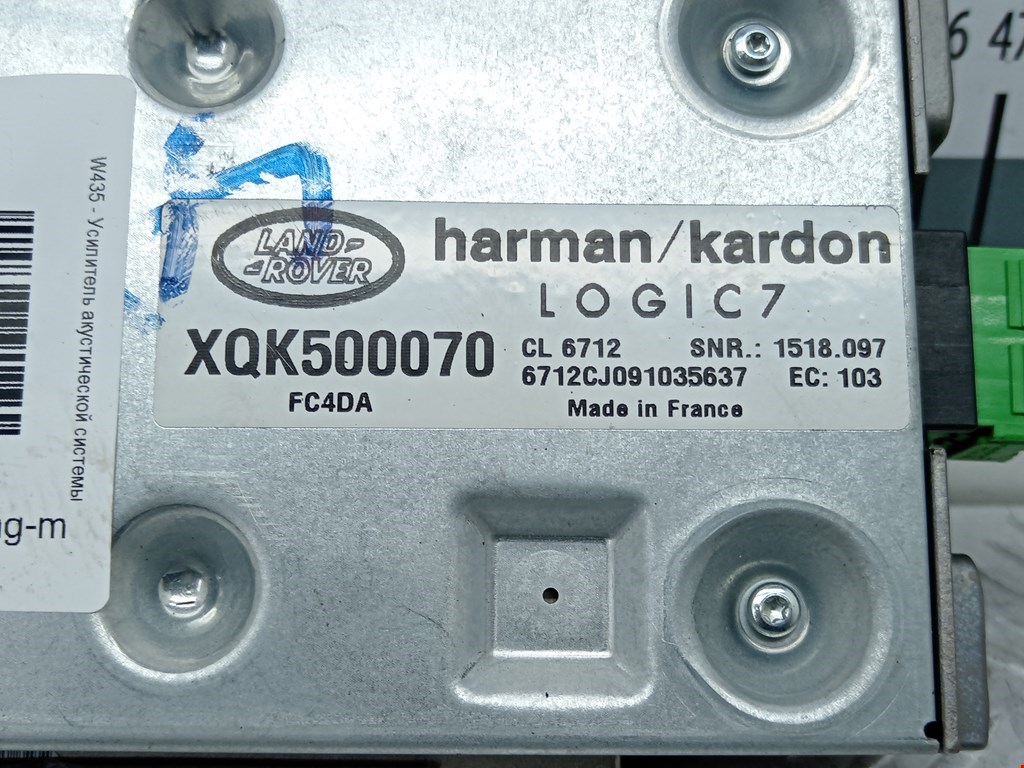 W435 - Усилитель акустической системы
LAND-
-ROVER
harman/kardon
LOGIC7
XQK500070
CL 6712 SNR.: 1518.097
6712CJ091035637 EC: 103
FC4DA
Made in France